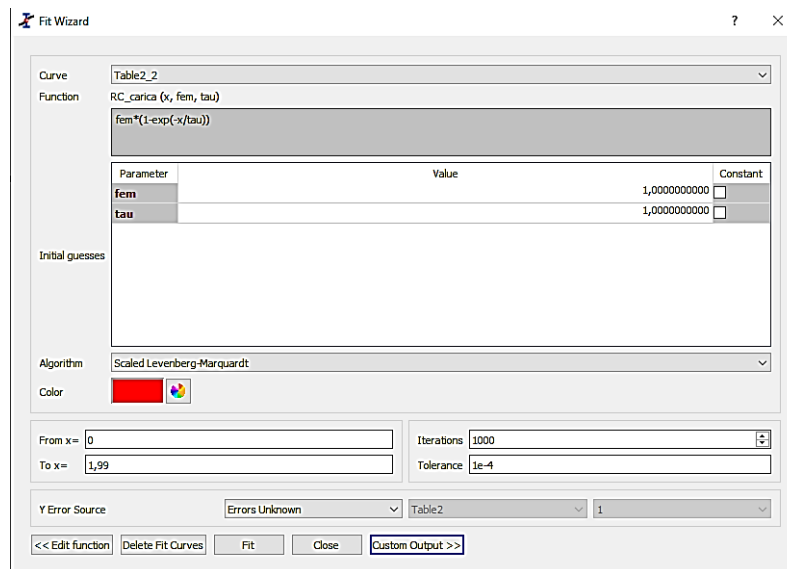 Fit Wizard ? ×
Curve Table2_2
Function RC_carica (x, fem, tau)
fem*(1-exp(-x/tau))
Parameter Value Constant
fem 1,0000000000
tau 1,0000000000
Initial guesses
Algorithm Scaled Levenberg-Marquardt
Color
From x= 0 Iterations 1000
To x= 1,99 Tolerance 1e-4
Y Error Source Errors Unknown Table2 1
<< Edit function Delete Fit Curves Fit Close Custom Output >>